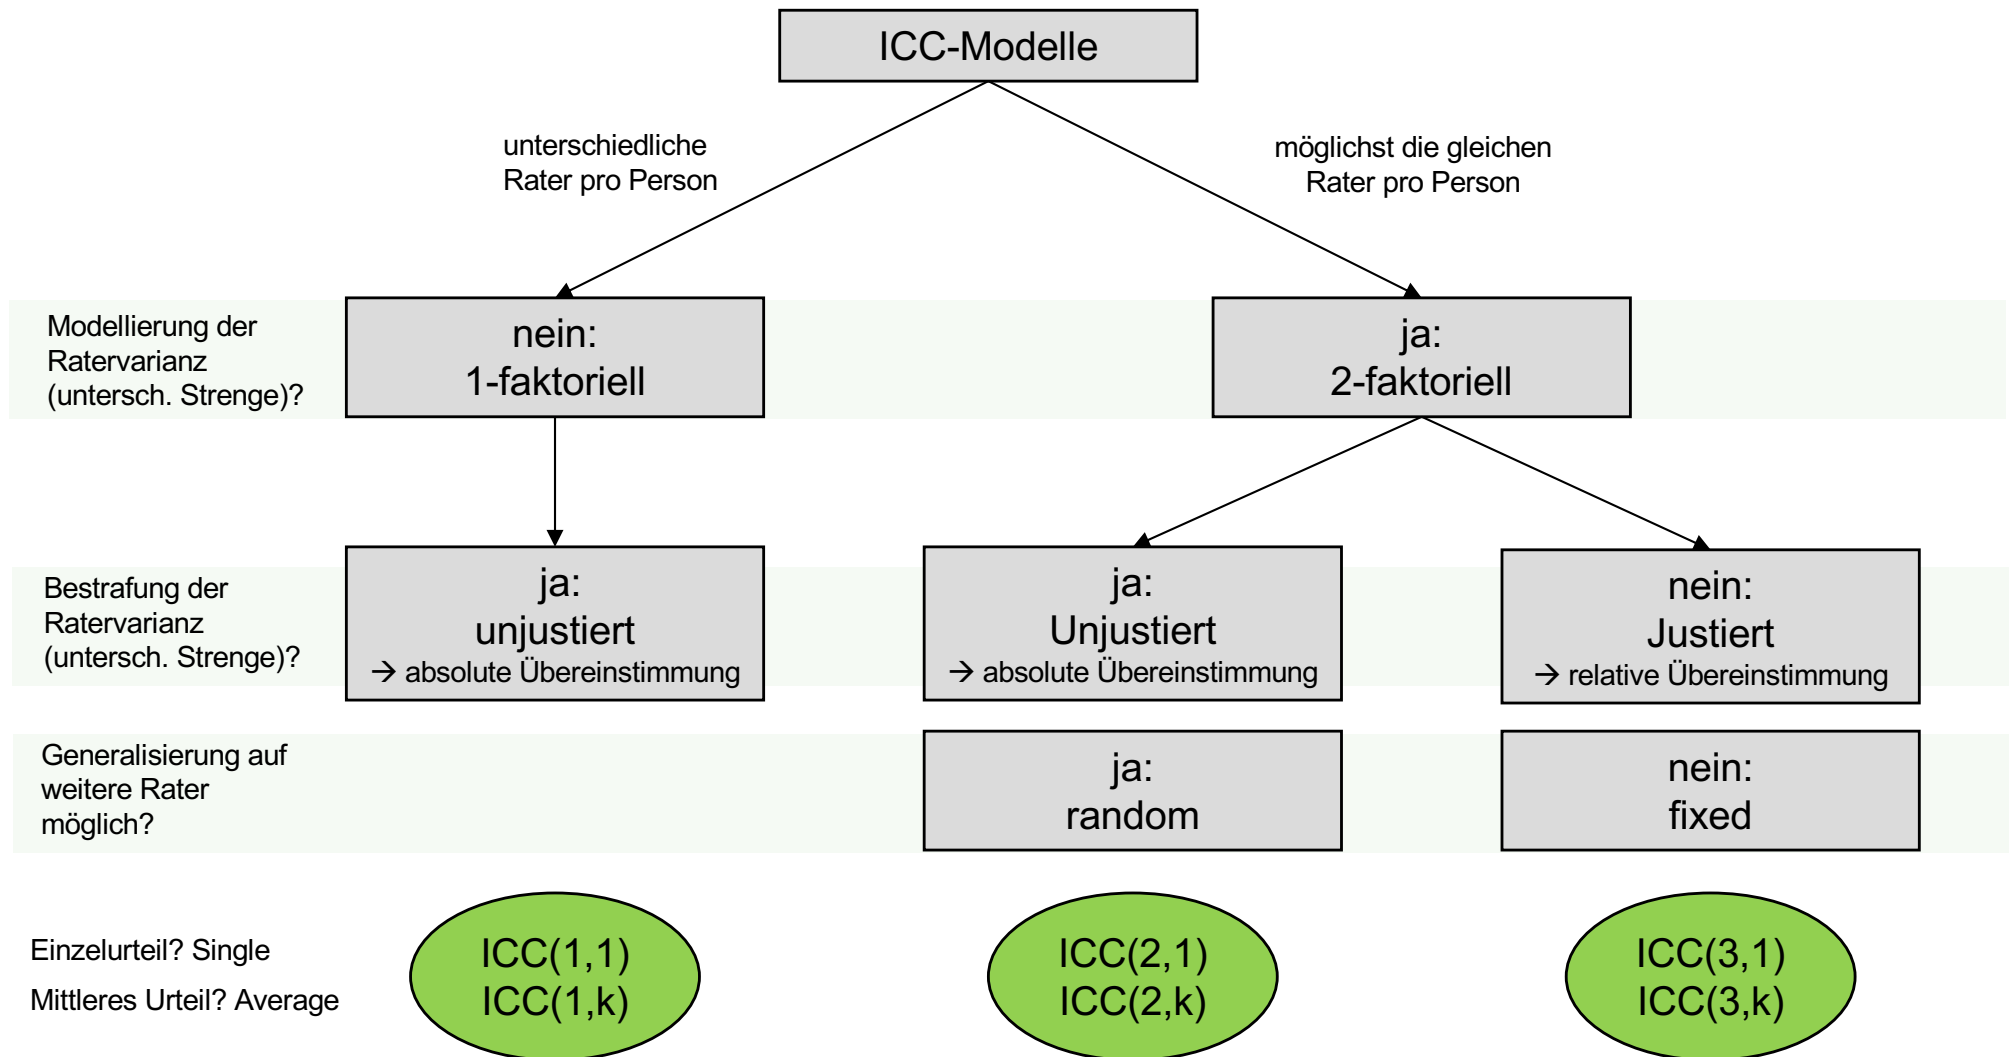 ICC-Modelle
unterschiedliche
Rater pro Person
möglichst die gleichen
Rater pro Person
Modellierung der
Ratervarianz
(untersch. Strenge)?
nein:
1-faktoriell
ja:
2-faktoriell
Bestrafung der
Ratervarianz
(untersch. Strenge)?
ja:
unjustiert
→ absolute Übereinstimmung
ja:
Unjustiert
→ absolute Übereinstimmung
nein:
Justiert
→ relative Übereinstimmung
Generalisierung auf
weitere Rater
möglich?
ja:
random
nein:
fixed
Einzelurteil? Single
Mittleres Urteil? Average
ICC(1,1)
ICC(1,k)
ICC(2,1)
ICC(2,k)
ICC(3,1)
ICC(3,k)